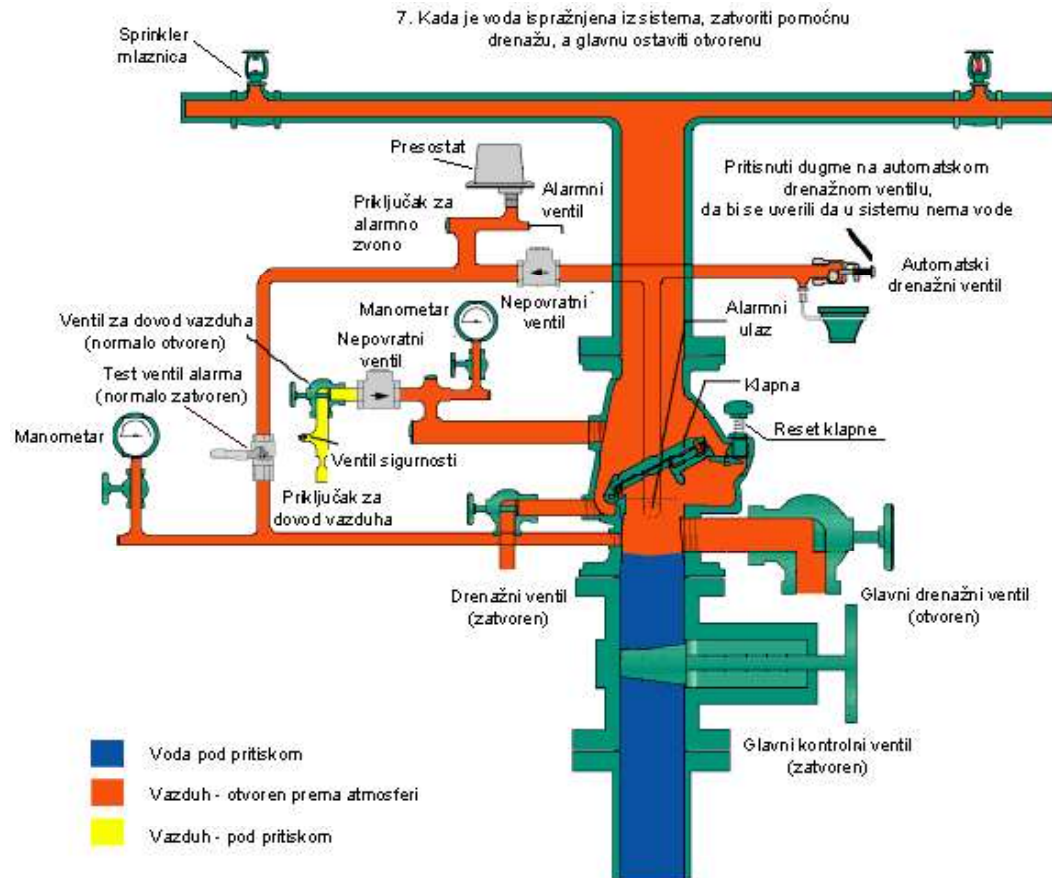 7. Kada je voda ispražnjena iz sistema, zatvoriti pomoćnu
drenažu, a glavnu ostaviti otvorenu
Sprinkler
mlaznica
Presostat
Pritisnuti dugme na automatskom
drenažnom ventilu,
da bi se uverili da u sistemu nema vode
Alarmni
ventil
Priključak za
alarmno
zvono
Automatski
drenažni ventil
Manometar
Nepovratni
ventil
Alarmni
ulaz
Ventil za dovod vazduha
(normalo otvoren)
Nepovratni
ventil
Test ventil alarma
(normalo zatvoren)
Klapna
Manometar
Reset klapne
Ventil sigurnosti
Priključak za
dovod vazduha
Drenažni ventil
(zatvoren)
Glavni drenažni ventil
(otvoren)
Glavni kontrolni ventil
(zatvoren)
Voda pod pritiskom
Vazduh - otvoren prema atmosferi
Vazduh - pod pritiskom